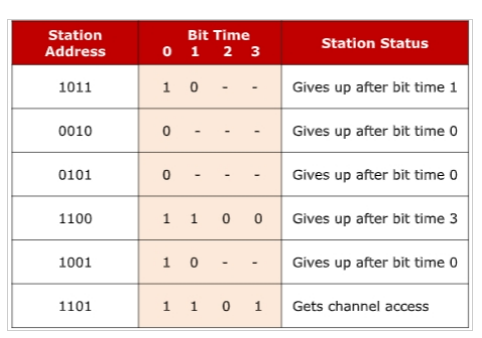 Station Address Bit Time Station Status
0 1 2 3
1011 1 0 - - Gives up after bit time 1
0010 0 - - - Gives up after bit time 0
0101 0 - - - Gives up after bit time 0
1100 1 1 0 0 Gives up after bit time 3
1001 1 0 - - Gives up after bit time 0
1101 1 1 0 1 Gets channel access